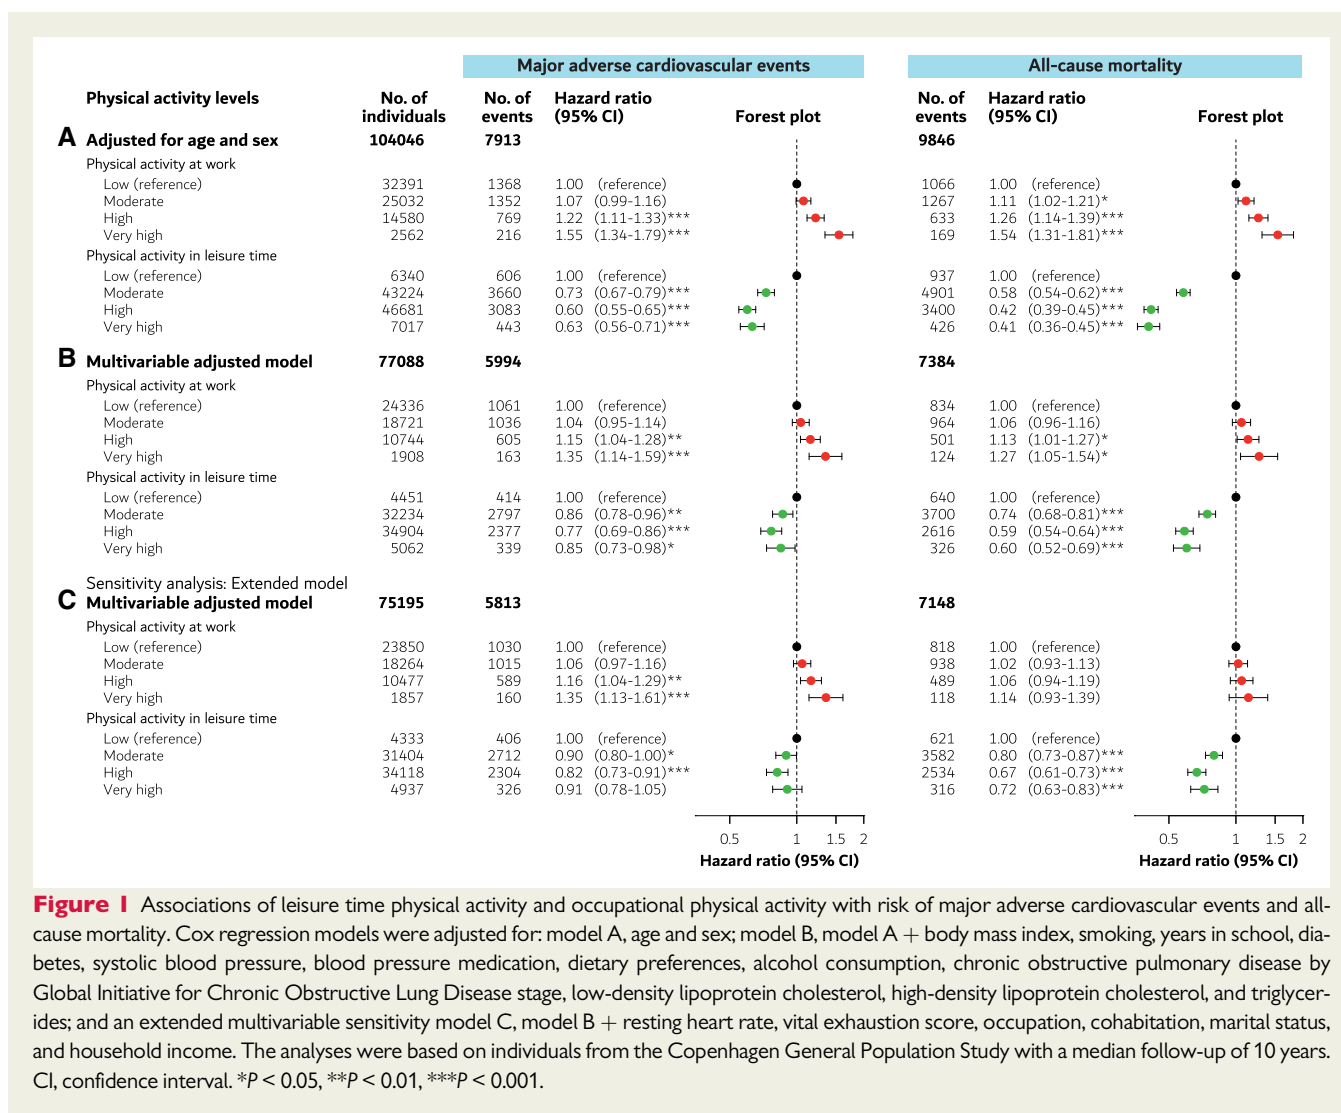 Major adverse cardiovascular events All-cause mortality
Physical activity levels No. of individuals No. of events Hazard ratio (95% CI) Forest plot No. of events Hazard ratio (95% CI) Forest plot
A Adjusted for age and sex 104046 7913 9846
Physical activity at work
Low (reference) 32391 1368 1.00 (reference) 1066 1.00 (reference)
Moderate 25032 1352 1.07 (0.99-1.16) 1267 1.11 (1.02-1.21)*
High 14580 769 1.22 (1.11-1.33)*** 633 1.26 (1.14-1.39)***
Very high 2562 216 1.55 (1.34-1.79)*** 169 1.54 (1.31-1.81)***
Physical activity in leisure time
Low (reference) 6340 606 1.00 (reference) 937 1.00 (reference)
Moderate 43224 3660 0.73 (0.67-0.79)*** 4901 0.58 (0.54-0.62)***
High 46681 3083 0.60 (0.55-0.65)*** 3400 0.42 (0.39-0.45)***
Very high 7017 443 0.63 (0.56-0.71)*** 426 0.41 (0.36-0.45)***
B Multivariable adjusted model 77088 5994 7384
Physical activity at work
Low (reference) 24336 1061 1.00 (reference) 834 1.00 (reference)
Moderate 18721 1036 1.04 (0.95-1.14) 964 1.06 (0.96-1.16)
High 10744 605 1.15 (1.04-1.28)** 501 1.13 (1.01-1.27)*
Very high 1908 163 1.35 (1.14-1.59)*** 124 1.27 (1.05-1.54)*
Physical activity in leisure time
Low (reference) 4451 414 1.00 (reference) 640 1.00 (reference)
Moderate 32234 2797 0.86 (0.78-0.96)** 3700 0.74 (0.68-0.81)***
High 34904 2377 0.77 (0.69-0.86)*** 2616 0.59 (0.54-0.64)***
Very high 5062 339 0.85 (0.73-0.98)* 326 0.60 (0.52-0.69)***
Sensitivity analysis: Extended model
C Multivariable adjusted model 75195 5813 7148
Physical activity at work
Low (reference) 23850 1030 1.00 (reference) 818 1.00 (reference)
Moderate 18264 1015 1.06 (0.97-1.16) 938 1.02 (0.93-1.13)
High 10477 589 1.16 (1.04-1.29)** 489 1.06 (0.94-1.19)
Very high 1857 160 1.35 (1.13-1.61)*** 118 1.14 (0.93-1.39)
Physical activity in leisure time
Low (reference) 4333 406 1.00 (reference) 621 1.00 (reference)
Moderate 31404 2712 0.90 (0.80-1.00)* 3582 0.80 (0.73-0.87)***
High 34118 2304 0.82 (0.73-0.91)*** 2534 0.67 (0.61-0.73)***
Very high 4937 326 0.91 (0.78-1.05) 316 0.72 (0.63-0.83)***
0.5 1 1.5 2 0.5 1 1.5 2
Hazard ratio (95% CI) Hazard ratio (95% CI)
Figure 1 Associations of leisure time physical activity and occupational physical activity with risk of major adverse cardiovascular events and all-
cause mortality. Cox regression models were adjusted for: model A, age and sex; model B, model A + body mass index, smoking, years in school, dia-
betes, systolic blood pressure, blood pressure medication, dietary preferences, alcohol consumption, chronic obstructive pulmonary disease by
Global Initiative for Chronic Obstructive Lung Disease stage, low-density lipoprotein cholesterol, high-density lipoprotein cholesterol, and triglycer-
ides; and an extended multivariable sensitivity model C, model B + resting heart rate, vital exhaustion score, occupation, cohabitation, marital status,
and household income. The analyses were based on individuals from the Copenhagen General Population Study with a median follow-up of 10 years.
CI, confidence interval. *P < 0.05, **P < 0.01, ***P < 0.001.